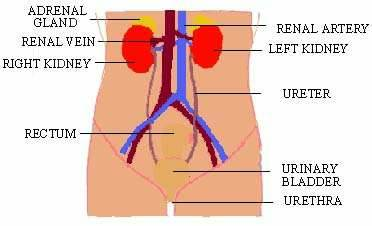 ADRENAL
GLAND
RENAL VEIN
RIGHT KIDNEY
RECTUM
RENAL ARTERY
LEFT KIDNEY
URETER
URINARY
BLADDER
URETHRA